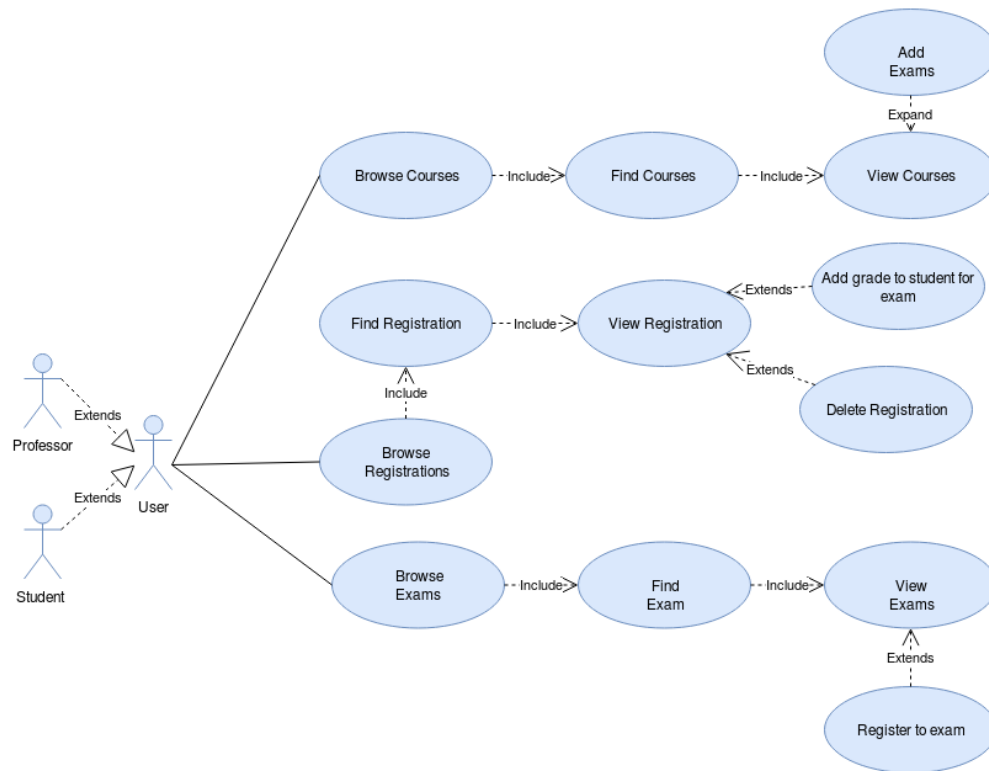 Add
Exams
Expand
Browse Courses
Include
Find Courses
Include
View Courses
Add grade to student for
exam
Extends
Find Registration
Include
View Registration
Extends
Delete Registration
Include
Browse
Registrations
Extends
Professor
User
Extends
Student
Browse
Exams
Include
Find
Exam
Include
View
Exams
Extends
Register to exam